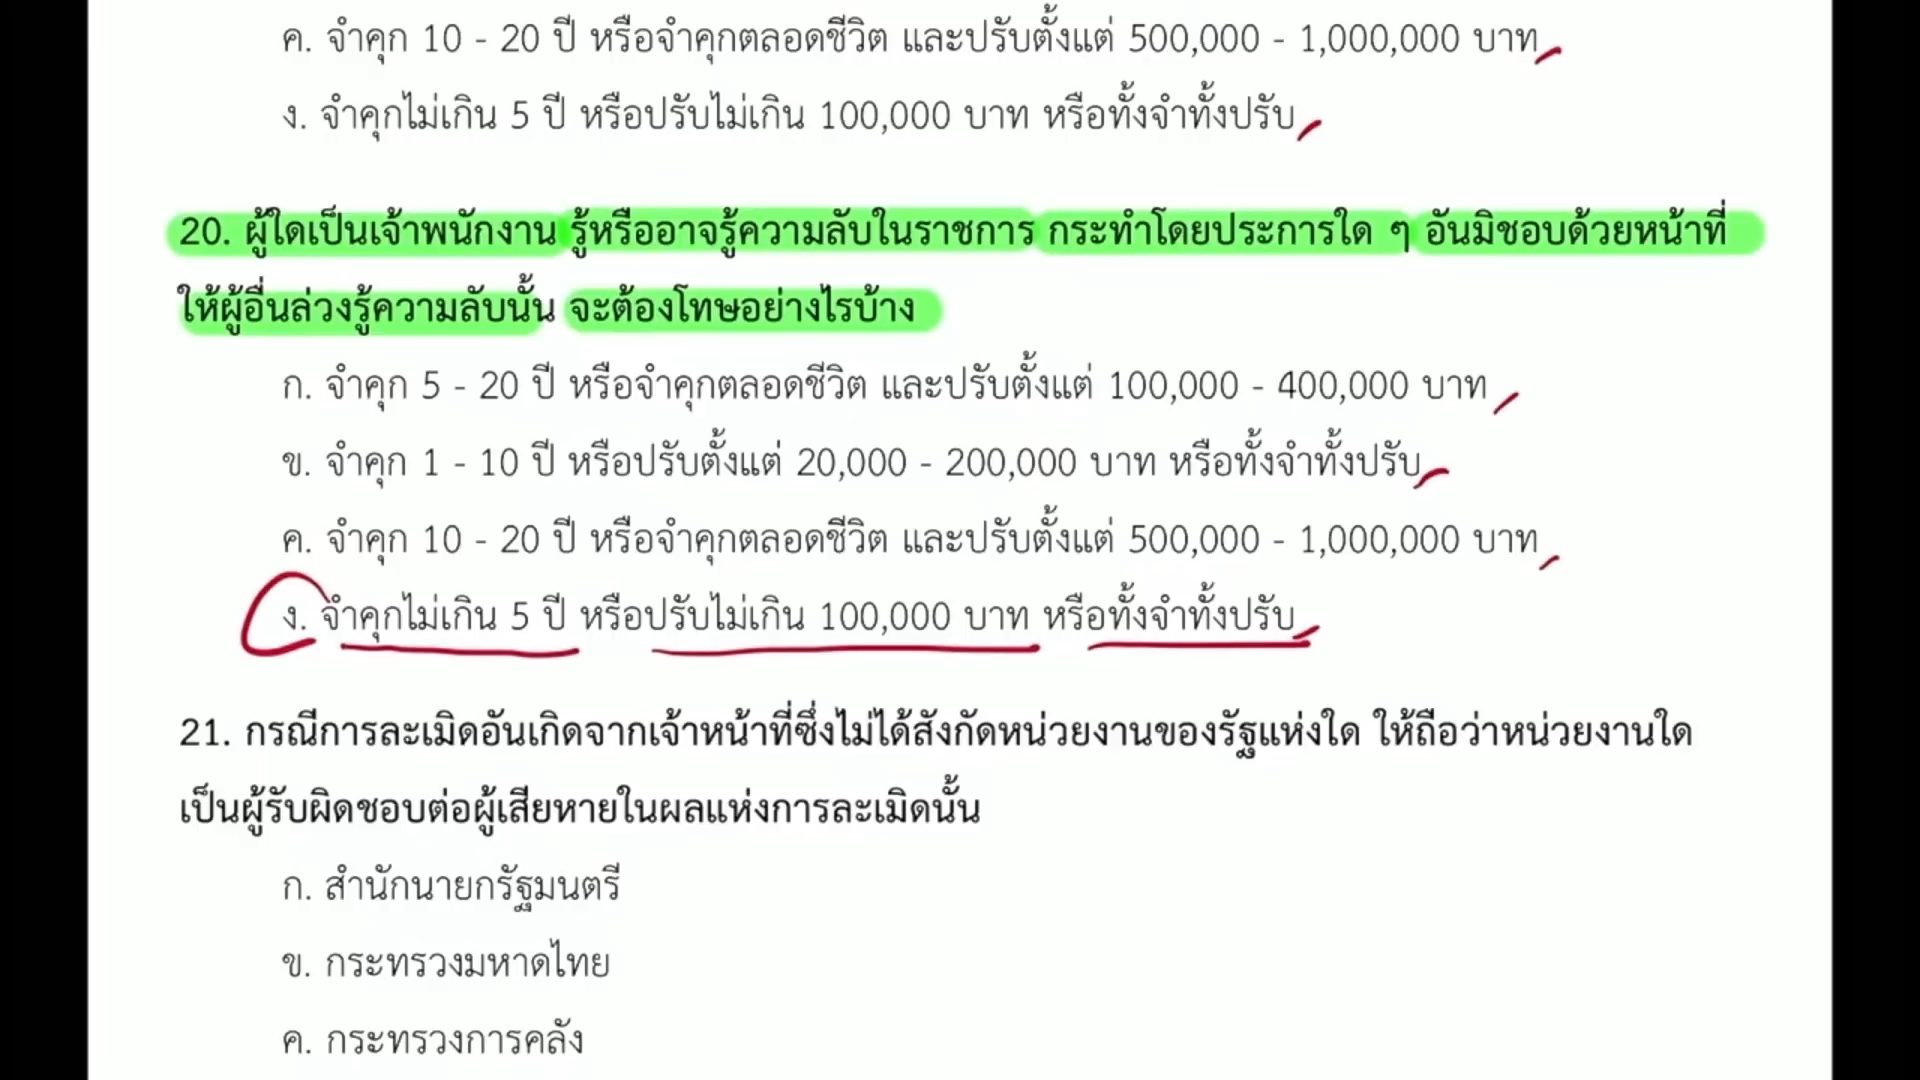 ค. จำคุก 10 - 20 ปี หรือจำคุกตลอดชีวิต และปรับตั้งแต่ 500,000 - 1,000,000 บาท
ง. จำคุกไม่เกิน 5 ปี หรือปรับไม่เกิน 100,000 บาท หรือทั้งจำทั้งปรับ
20. ผู้ใดเป็นเจ้าพนักงาน รู้หรืออาจรู้ความลับในราชการ กระทำโดยประการใด ๆ อันมิชอบด้วยหน้าที่
ให้ผู้อื่นล่วงรู้ความลับนั้น จะต้องโทษอย่างไรบ้าง
ก. จำคุก 5 - 20 ปี หรือจำคุกตลอดชีวิต และปรับตั้งแต่ 100,000 - 400,000 บาท
ข. จำคุก 1 - 10 ปี หรือปรับตั้งแต่ 20,000 - 200,000 บาท หรือทั้งจำทั้งปรับ
ค. จำคุก 10 - 20 ปี หรือจำคุกตลอดชีวิต และปรับตั้งแต่ 500,000 - 1,000,000 บาท
ง. จำคุกไม่เกิน 5 ปี หรือปรับไม่เกิน 100,000 บาท หรือทั้งจำทั้งปรับ
21. กรณีการละเมิดอันเกิดจากเจ้าหน้าที่ซึ่งไม่ได้สังกัดหน่วยงานของรัฐแห่งใด ให้ถือว่าหน่วยงานใด
เป็นผู้รับผิดชอบต่อผู้เสียหายในผลแห่งการละเมิดนั้น
ก. สำนักนายกรัฐมนตรี
ข. กระทรวงมหาดไทย
ค. กระทรวงการคลัง